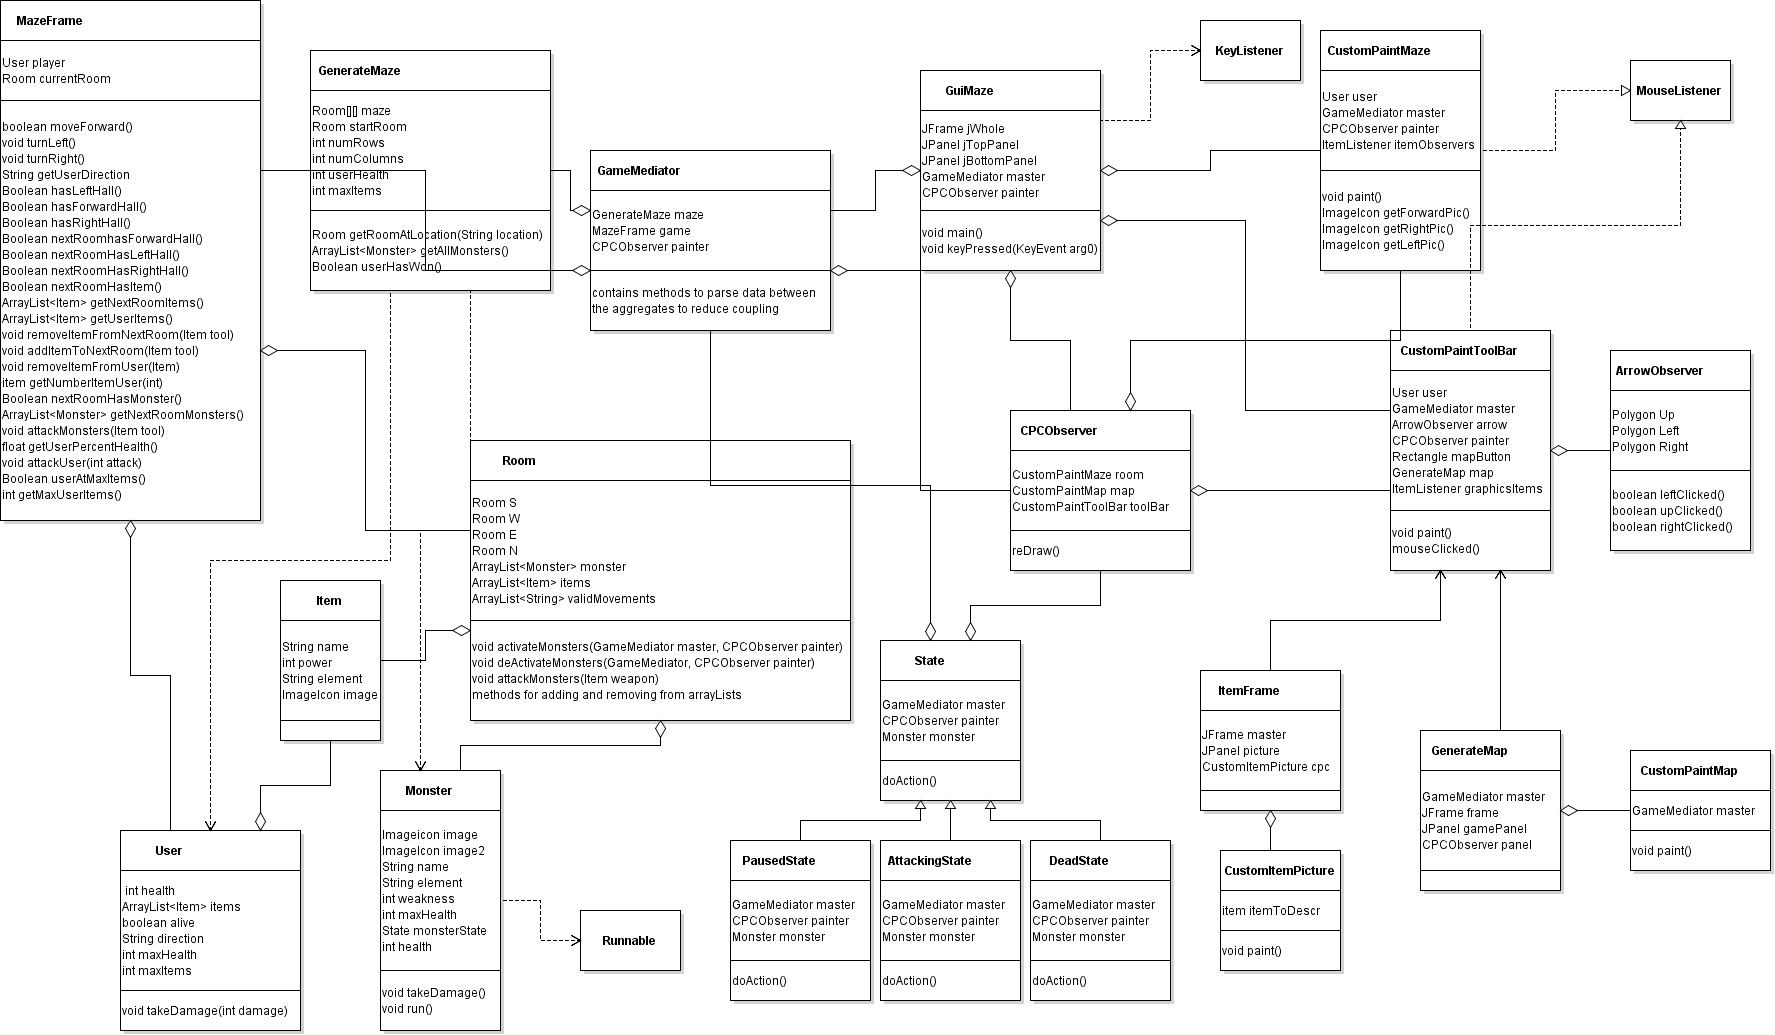 MazeFrame
User player
Room currentRoom
boolean moveForward()
void turnLeft()
void turnRight()
String getUserDirection
Boolean hasLeftHall()
Boolean hasForwardHall()
Boolean hasRightHall()
Boolean nextRoomhasForwardHall()
Boolean nextRoomHasLeftHall()
Boolean nextRoomHasRightHall()
Boolean nextRoomHasItem()
ArrayList<Item> getNextRoomItems()
ArrayList<Item> getUserItems()
void removeItemFromNextRoom(Item tool)
void addItemToNextRoom(Item tool)
void removeItemFromUser(Item)
item getNumberItemUser(int)
Boolean nextRoomHasMonster()
ArrayList<Monster> getNextRoomMonsters()
void attackMonsters(Item tool)
float getUserPercentHealth()
void attackUser(int attack)
Boolean userAtMaxItems()
int getMaxUserItems()
GenerateMaze
Room[][] maze
Room startRoom
int numRows
int numColumns
int userHealth
int maxItems
Room getRoomAtLocation(String location)
ArrayList<Monster> getAllMonsters()
Boolean userHasWon()
GameMediator
GenerateMaze maze
MazeFrame game
CPCObserver painter
contains methods to parse data between
the aggregates to reduce coupling
GuiMaze
JFrame jWhole
JPanel jTopPanel
JPanel jBottomPanel
GameMediator master
CPCObserver painter
void main()
void keyPressed(KeyEvent arg0)
KeyListener
CustomPaintMaze
User user
GameMediator master
CPCObserver painter
ItemListener itemObservers
void paint()
ImageIcon getForwardPic()
ImageIcon getRightPic()
ImageIcon getLeftPic()
MouseListener
CustomPaintToolBar
User user
GameMediator master
ArrowObserver arrow
CPCObserver painter
Rectangle mapButton
GenerateMap map
ItemListener graphicsItems
void paint()
mouseClicked()
ArrowObserver
Polygon Up
Polygon Left
Polygon Right
boolean leftClicked()
boolean upClicked()
boolean rightClicked()
CPCObserver
CustomPaintMaze room
CustomPaintMap map
CustomPaintToolBar toolBar
reDraw()
Room
Room S
Room W
Room E
Room N
ArrayList<Monster> monster
ArrayList<Item> items
ArrayList<String> validMovements
void activateMonsters(GameMediator master, CPCObserver painter)
void deActivateMonsters(GameMediator, CPCObserver painter)
void attackMonsters(Item weapon)
methods for adding and removing from arrayLists
Item
String name
int power
String element
ImageIcon image
State
GameMediator master
CPCObserver painter
Monster monster
doAction()
ItemFrame
JFrame master
JPanel picture
CustomItemPicture cpc
GenerateMap
GameMediator master
JFrame frame
JPanel gamePanel
CPCObserver panel
CustomPaintMap
GameMediator master
void paint()
User
int health
ArrayList<Item> items
boolean alive
String direction
int maxHealth
int maxItems
void takeDamage(int damage)
Monster
Imageicon image
ImageIcon image2
String name
String element
int weakness
int maxHealth
State monsterState
int health
void takeDamage()
void run()
Runnable
PausedState
GameMediator master
CPCObserver painter
Monster monster
doAction()
AttackingState
GameMediator master
CPCObserver painter
Monster monster
doAction()
DeadState
GameMediator master
CPCObserver painter
Monster monster
doAction()
CustomItemPicture
item itemToDescr
void paint()